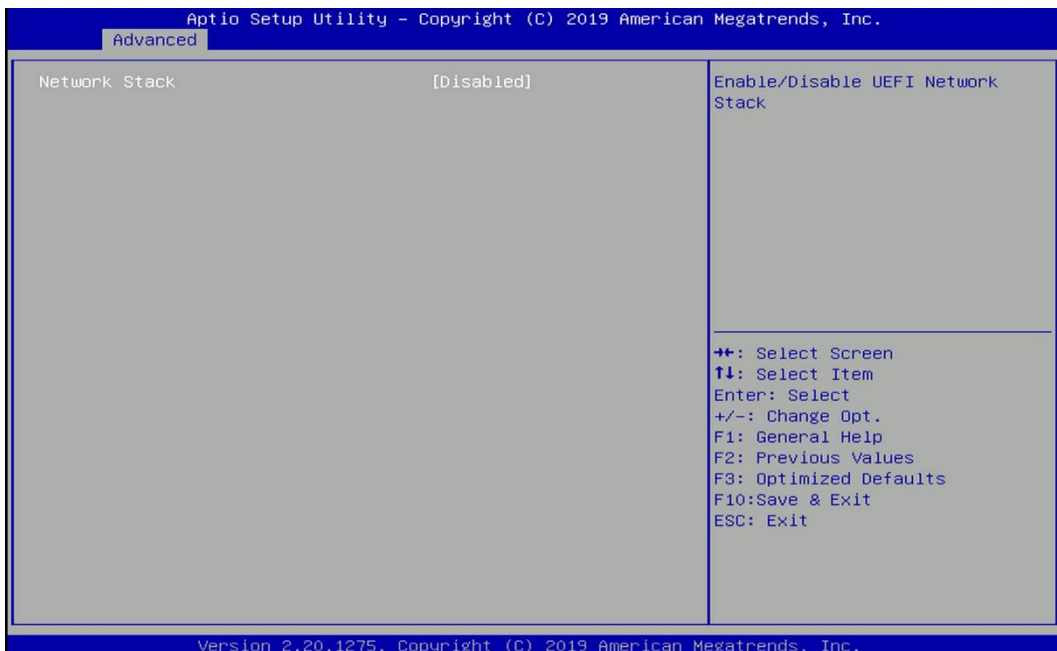 Aptio Setup Utility – Copyright (C) 2019 American Megatrends, Inc.
Advanced
Network Stack [Disabled]
Enable/Disable UEFI Network
Stack
→←: Select Screen
↑↓: Select Item
Enter: Select
+/-: Change Opt.
F1: General Help
F2: Previous Values
F3: Optimized Defaults
F10:Save & Exit
ESC: Exit
Version 2.20.1275. Copyright (C) 2019 American Megatrends, Inc.